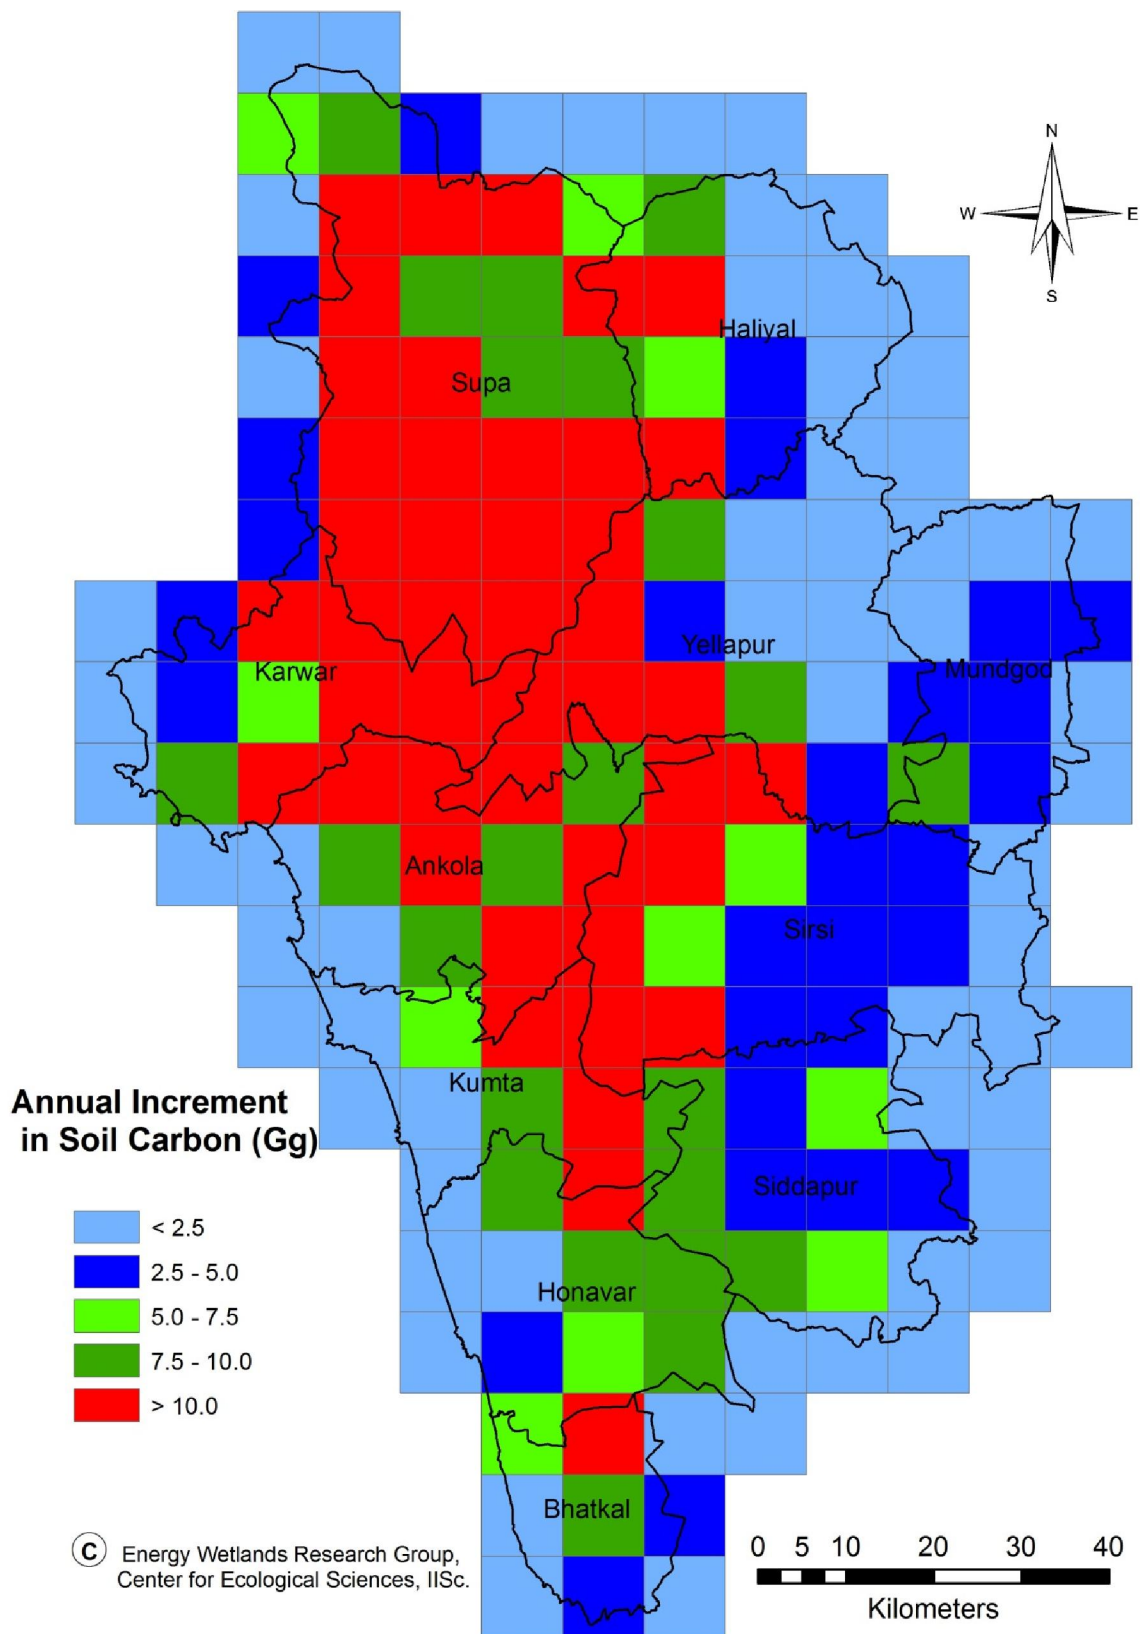 N
W E
S
Haliyal
Supa
Yellapur
Karwar
Mundgod
Ankola
Sirsi
Kumta
Annual Increment
in Soil Carbon (Gg)
Siddapur
< 2.5
2.5 - 5.0
Honavar
5.0 - 7.5
7.5 - 10.0
> 10.0
Bhatkal
C Energy Wetlands Research Group,
Center for Ecological Sciences, IISc.
0 5 10 20 30 40
Kilometers